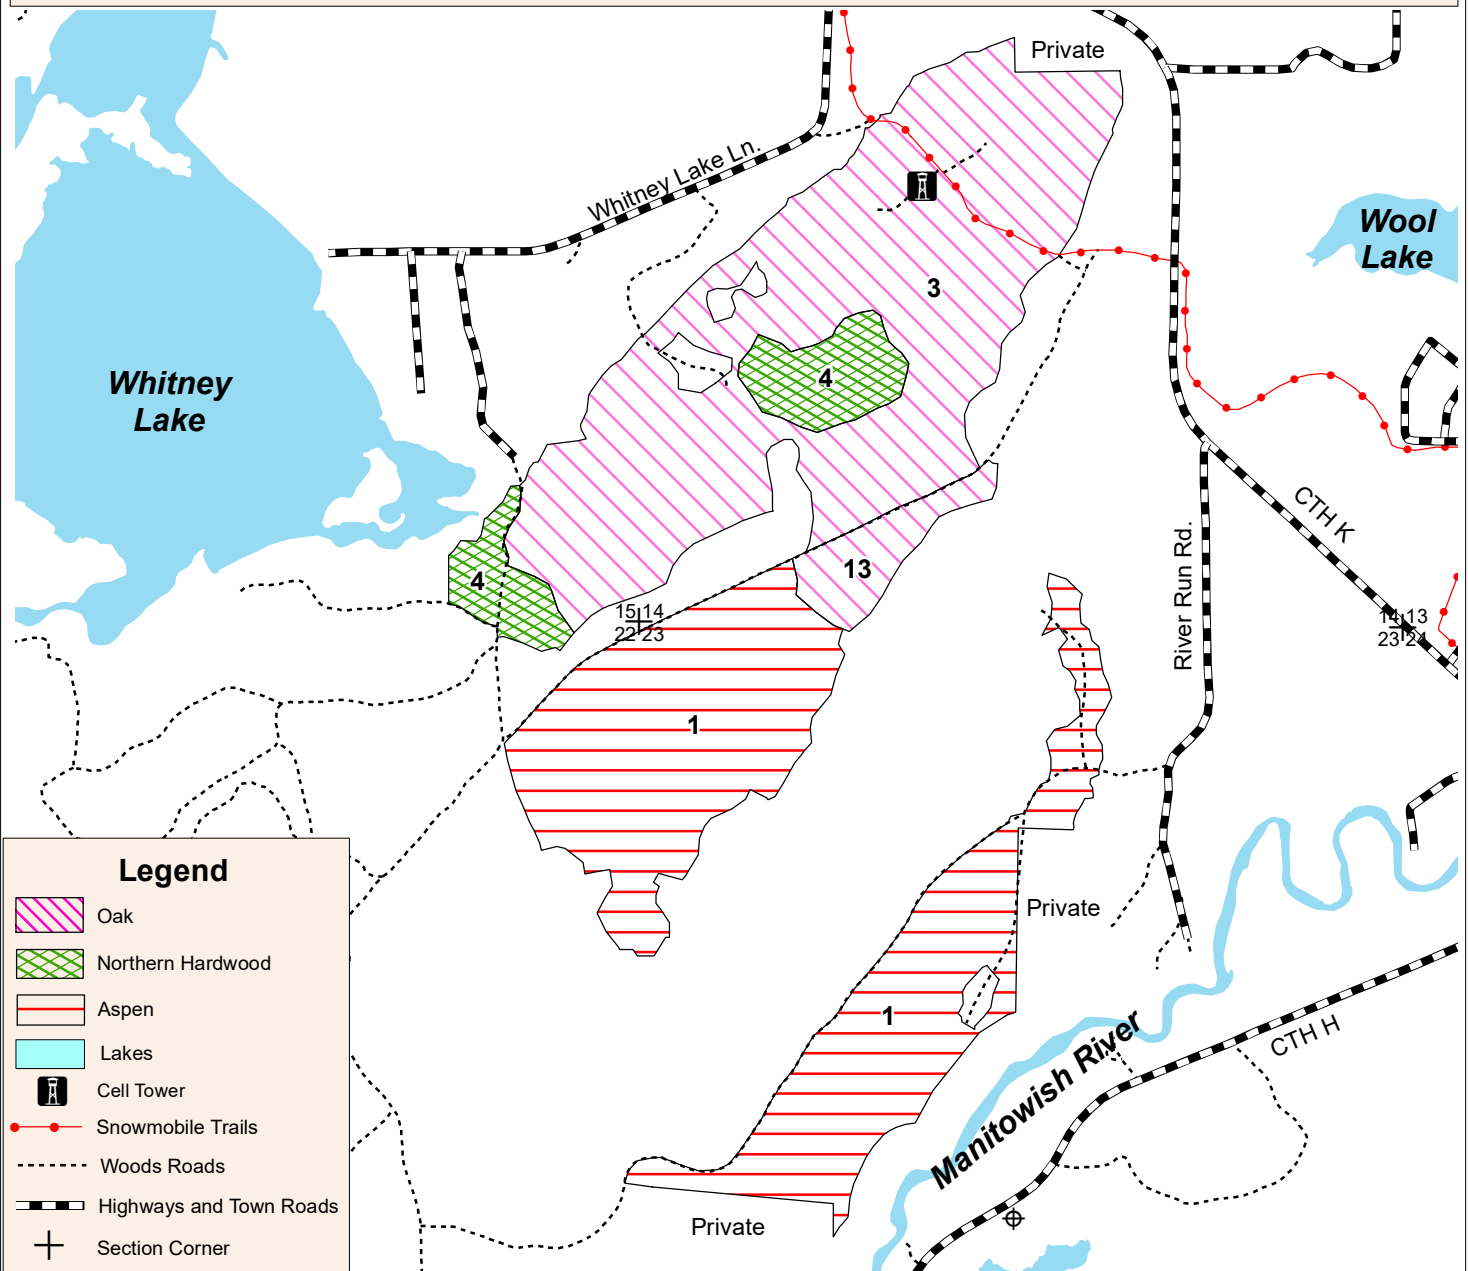 Private
Whitney Lake Ln.
Wool
Lake
3
4
Whitney
Lake
CTH K
River Run Rd.
13
4
15 14
22 23
14 13
23 24
1
Legend
Oak
Northern Hardwood
Aspen
Lakes
Cell Tower
Snowmobile Trails
Woods Roads
Highways and Town Roads
Section Corner
Private
1
Manitowish River
CTH H
Private